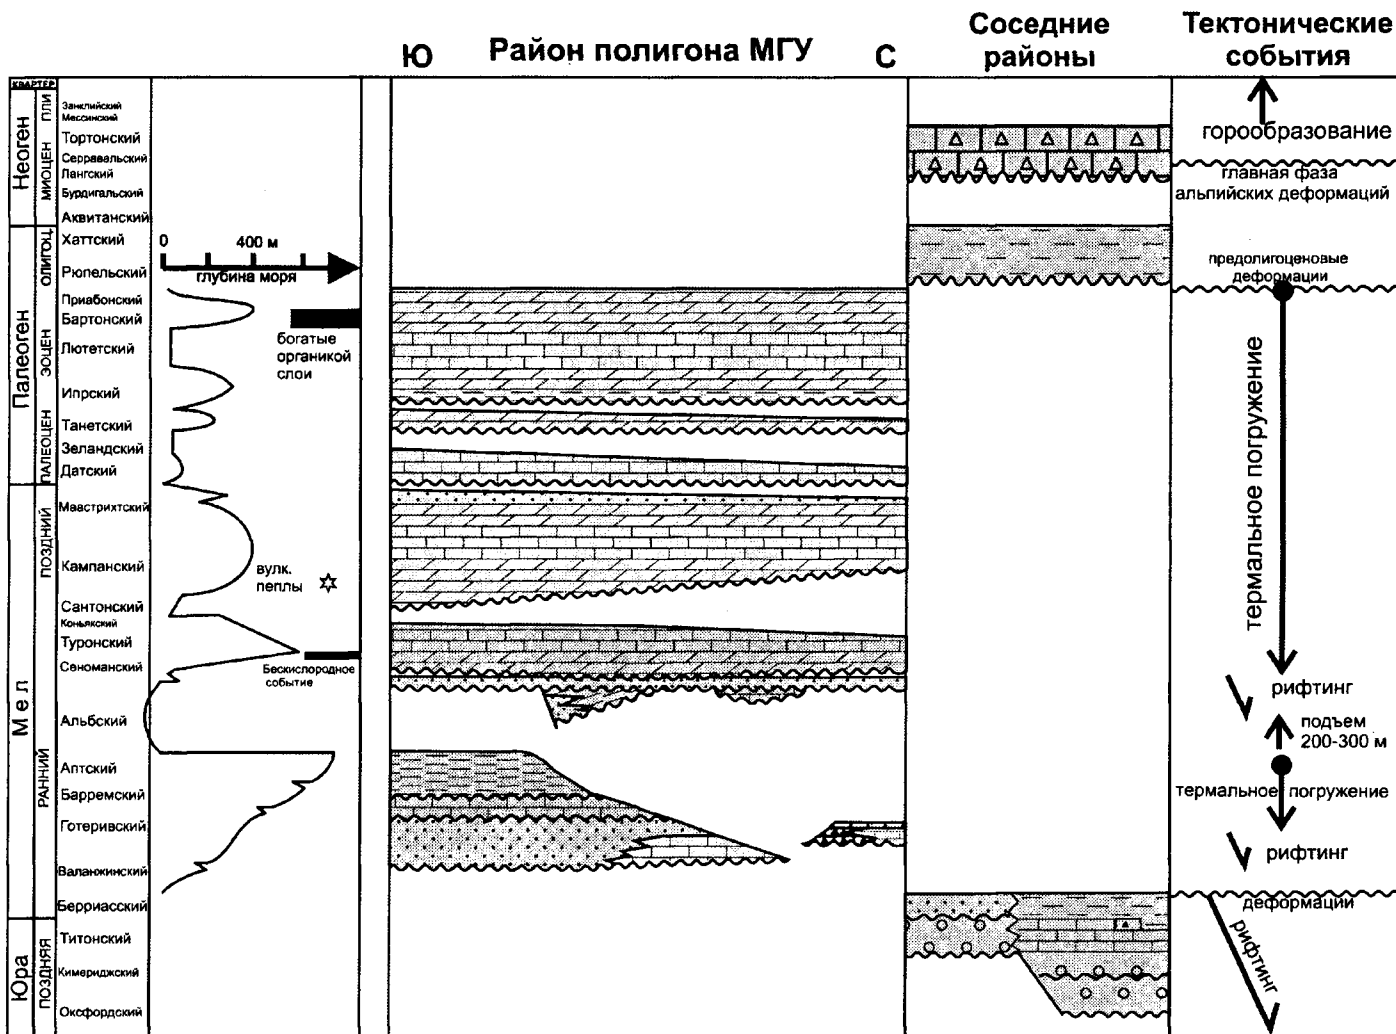 Ю
Район полигона МГУ
С
Соседние
районы
Тектонические
события
КВАРТЕР
Неоген
ПЛИ
МИОЦЕН
Занклийский
Мессинский
Тортонский
Серравальский
Лангский
Бурдигальский
Аквитанский
Палеоген
ОЛИГОЦ.
ЭОЦЕН
ПАЛЕОЦЕН
Хаттский
Рюпельский
Приабонский
Бартонский
Лютетский
Ипрский
Танетский
Зеландский
Датский
Мел
ПОЗДНИЙ
РАННИЙ
Маастрихтский
Кампанский
Сантонский
Коньякский
Туронский
Сеноманский
Альбский
Аптский
Барремский
Готеривский
Валанжинский
Берриасский
Юра
ПОЗДНЯЯ
Титонский
Кимериджский
Оксфордский
0
400 м
глубина моря
богатые
органикой
слои
вулк.
пеплы
Бескислородное
событие
горообразование
главная фаза
альпийских деформаций
предолигоценовые
деформации
термальное погружение
рифтинг
подъем
200-300 м
термальное погружение
рифтинг
деформации
рифтинг